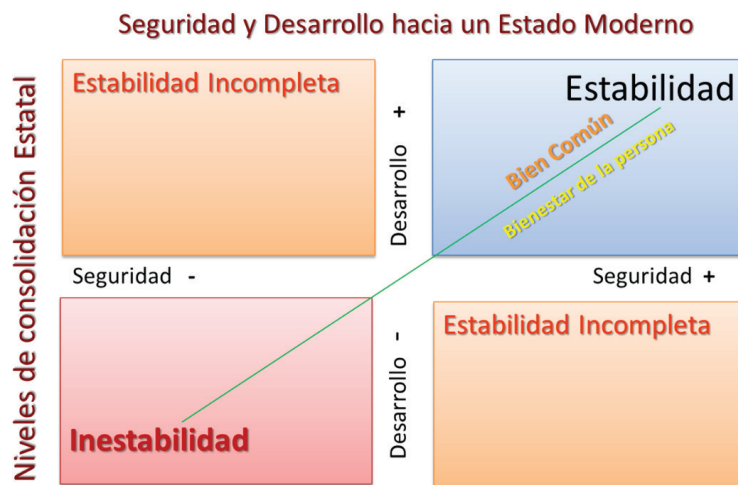 Seguridad y Desarrollo hacia un Estado Moderno
Niveles de consolidación Estatal
Estabilidad Incompleta
Desarrollo +
Estabilidad
Bien Común
Bienestar de la persona
Seguridad -
Seguridad +
Inestabilidad
Desarrollo -
Estabilidad Incompleta